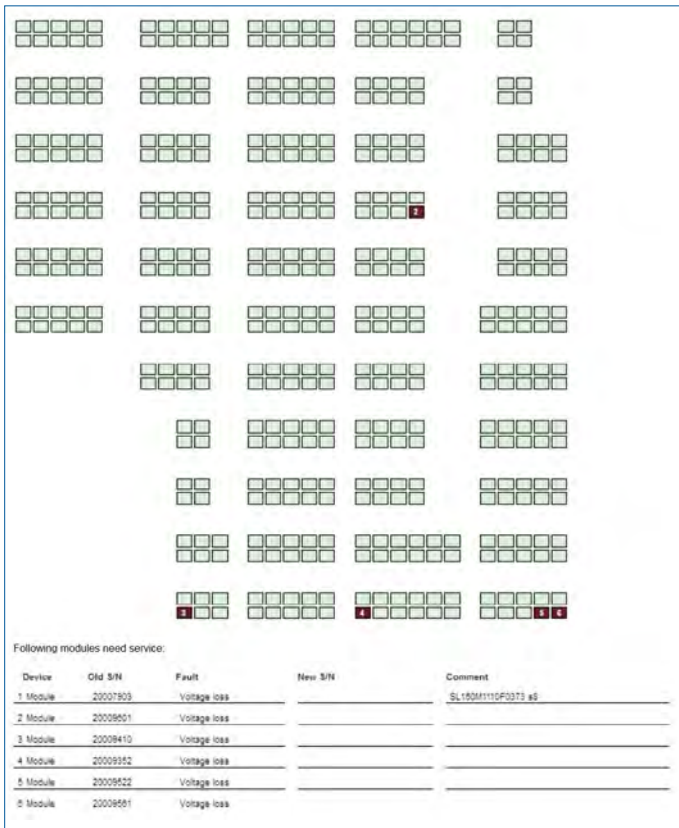 2
3
4
5 6
Following modules need service:
Device Old S/N Fault New S/N Comment
1 Module 20007903 Voltage loss SL160M1110F0373 aS
2 Module 20009601 Voltage loss
3 Module 20009410 Voltage loss
4 Module 20009352 Voltage loss
5 Module 20009522 Voltage loss
6 Module 20009561 Voltage loss